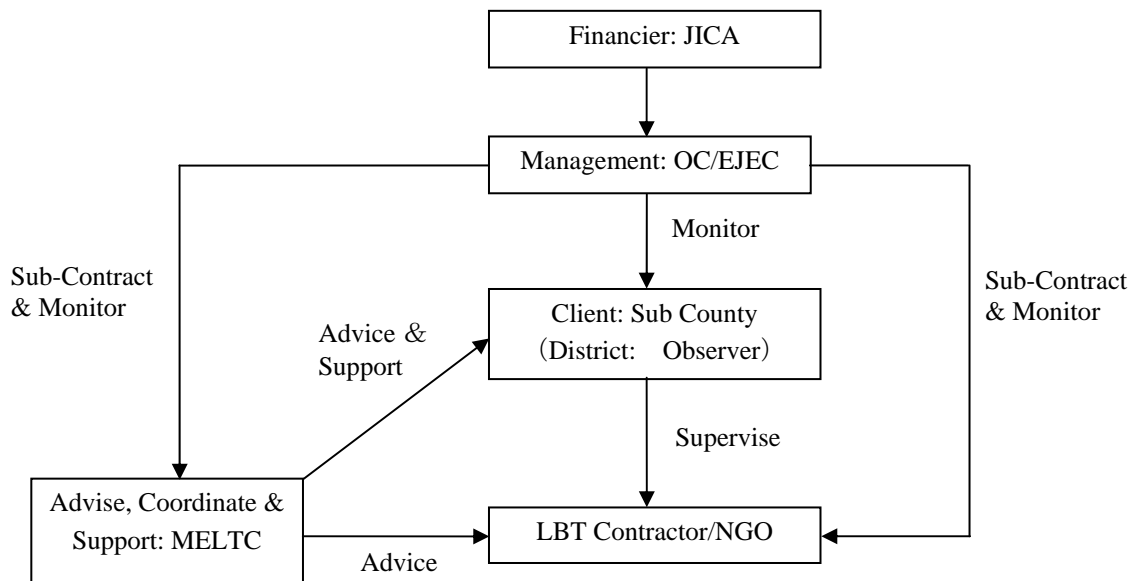 Financier: JICA
Management: OC/EJEC
Monitor
Sub-Contract
& Monitor
Sub-Contract
& Monitor
Client: Sub County
（District:　Observer）
Advice ＆
Support
Supervise
Advise, Coordinate &
Support: MELTC
LBT Contractor/NGO
Advice